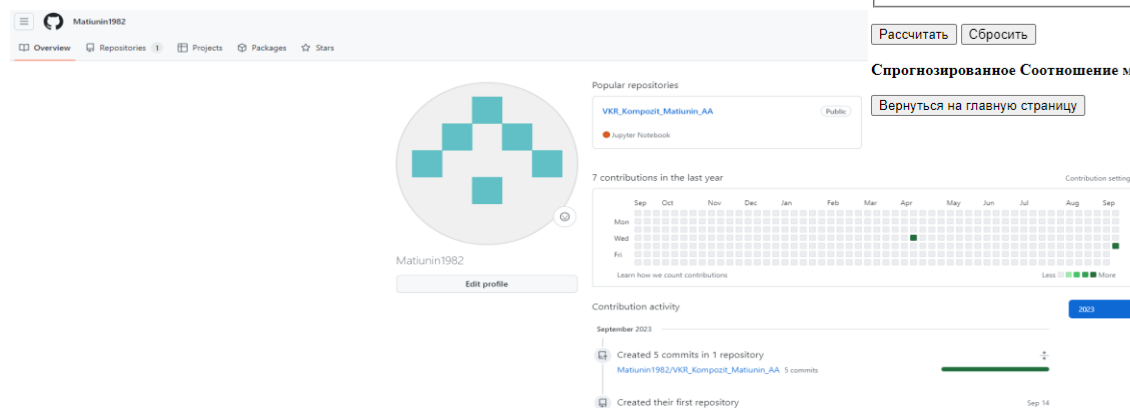 Matiunin1982
Overview Repositories 1 Projects Packages Stars
Popular repositories
VKR_Kompozit_Matiunin_AA Public
Jupyter Notebook
7 contributions in the last year
Contribution setting
Sep Oct Nov Dec Jan Feb Mar Apr May Jun Jul Aug Sep
Mon
Wed
Fri
Learn how we count contributions
Less More
Matiunin1982
Edit profile
Contribution activity
2023
September 2023
Created 5 commits in 1 repository
Matiunin1982/VKR_Kompozit_Matiunin_AA 5 commits
Created their first repository
Sep 14
Рассчитать Сбросить
Спрогнозированное Соотношение м
Вернуться на главную страницу